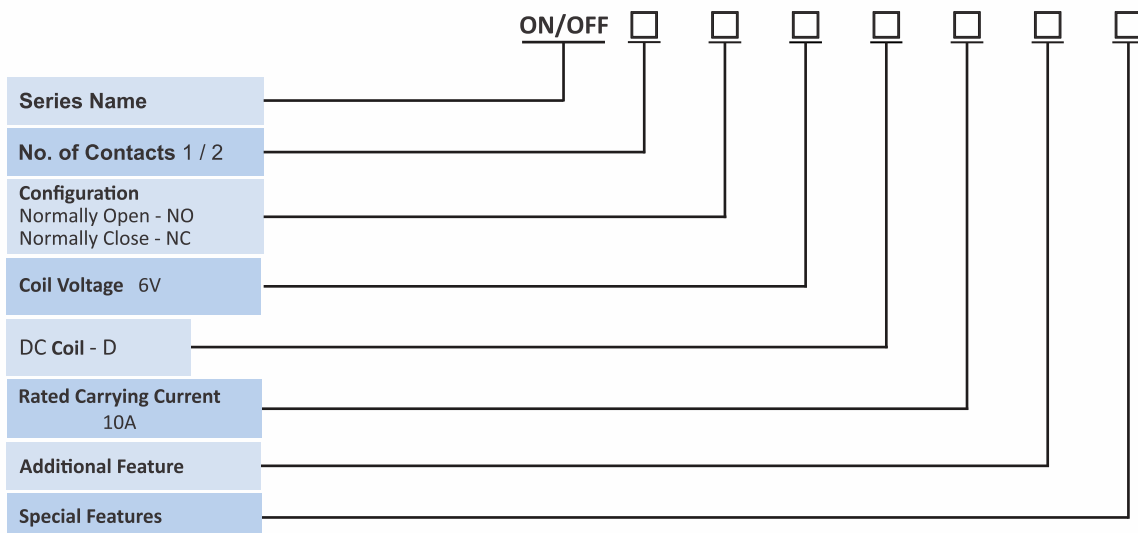 ON/OFF
Series Name
No. of Contacts 1 / 2
Configuration
Normally Open - NO
Normally Close - NC
Coil Voltage 6V
DC Coil - D
Rated Carrying Current
10A
Additional Feature
Special Features